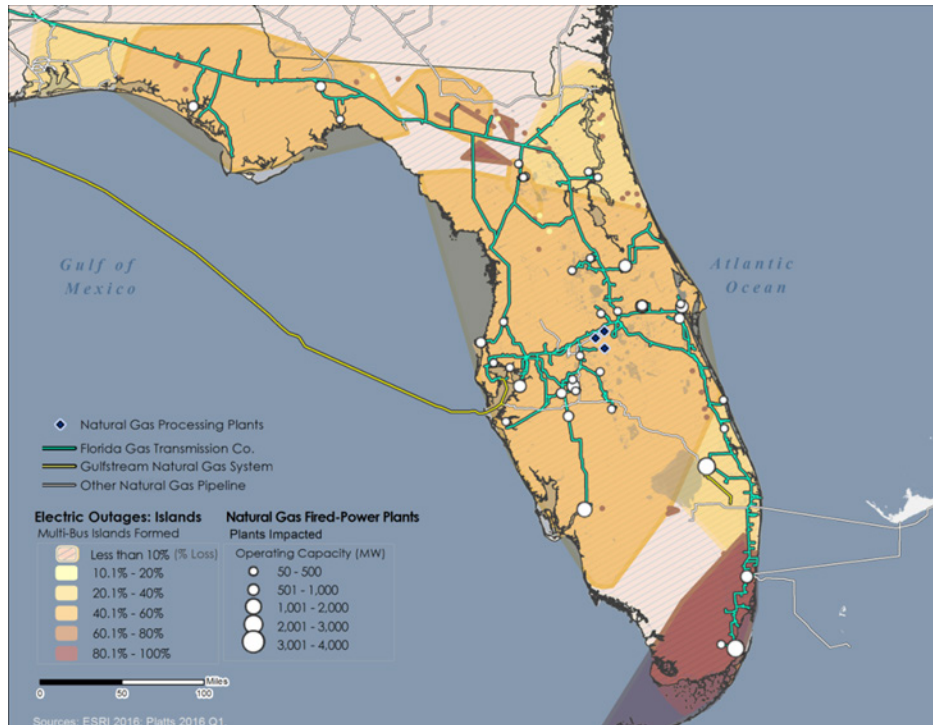 Gulf of
Mexico
Atlantic
Ocean
Natural Gas Processing Plants
Florida Gas Transmission Co.
Gulfstream Natural Gas System
Other Natural Gas Pipeline
Electric Outages: Islands
Multi-Bus Islands Formed
Less than 10% (% Loss)
10.1% - 20%
20.1% - 40%
40.1% - 60%
60.1% - 80%
80.1% - 100%
Natural Gas Fired-Power Plants
Plants Impacted
Operating Capacity (MW)
50 - 500
501 - 1,000
1,001 - 2,000
2,001 - 3,000
3,001 - 4,000
Miles
0 50 100
Sources: ESRI 2016; Platts 2016 Q1